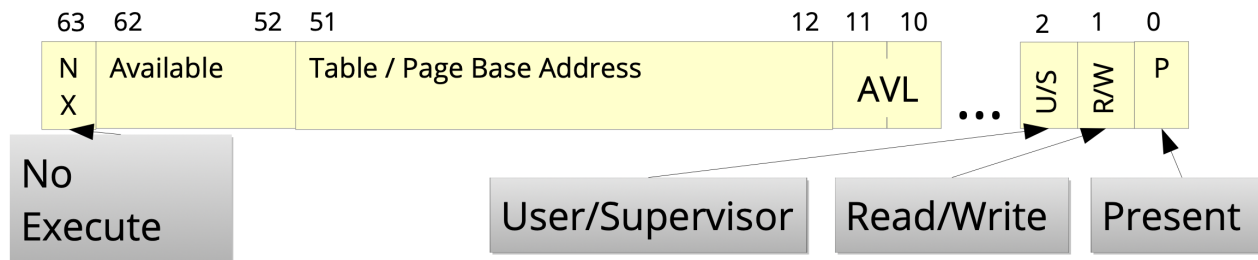 63 62 52 51 12 11 10 2 1 0
N
X
Available
Table / Page Base Address
AVL
...
U/S
R/W
P
No
Execute
User/Supervisor
Read/Write
Present